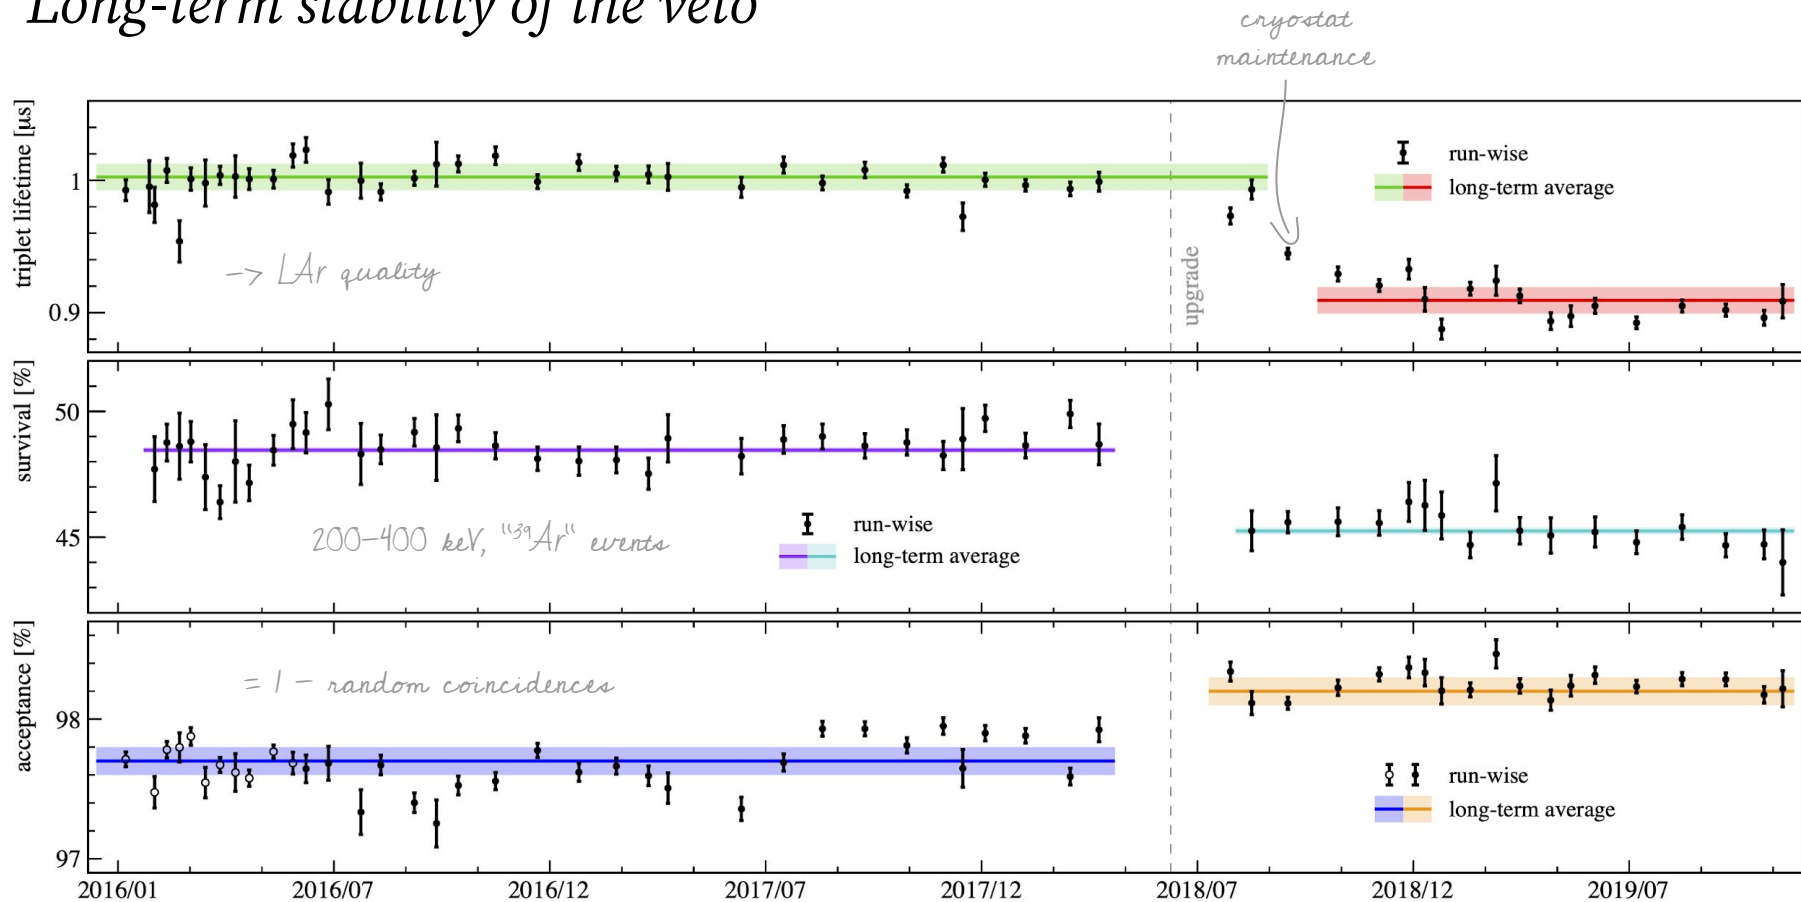 Long-term stability of the veto
cryostat
maintenance
triplet lifetime [μs]
1
0.9
run-wise
long-term average
--> LAr quality
upgrade
survival [%]
50
45
200–400 keV, "³⁹Ar" events
run-wise
long-term average
acceptance [%]
98
97
= 1 – random coincidences
run-wise
long-term average
2016/01 2016/07 2016/12 2017/07 2017/12 2018/07 2018/12 2019/07